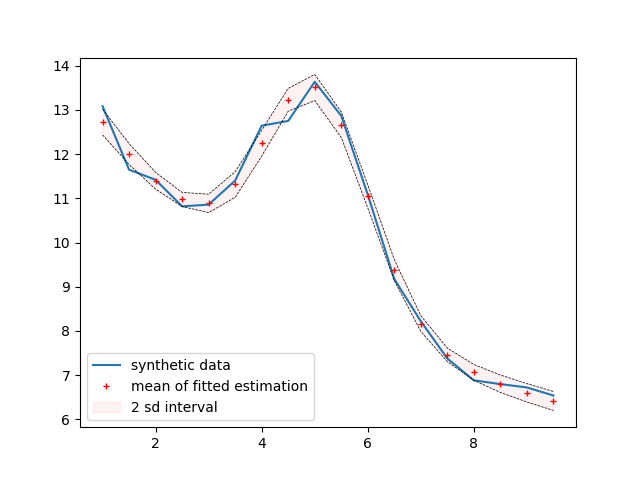 14
13
12
11
10
9
8
7
6
synthetic data
mean of fitted estimation
2 sd interval
2 4 6 8